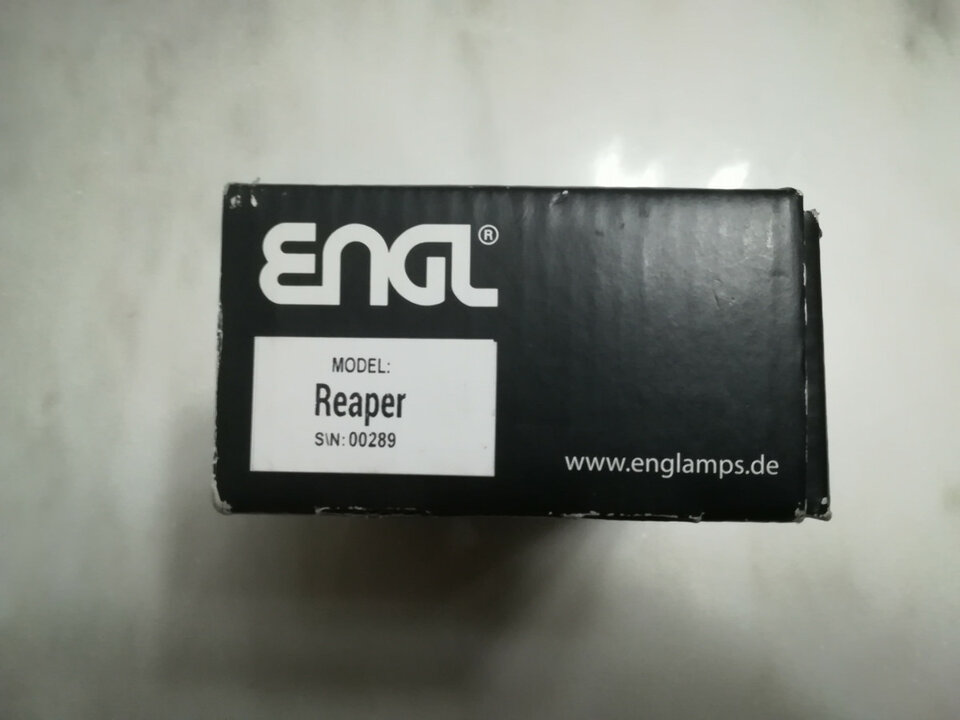 ENGL®
MODEL:
Reaper
S\N: 00289
www.englamps.de